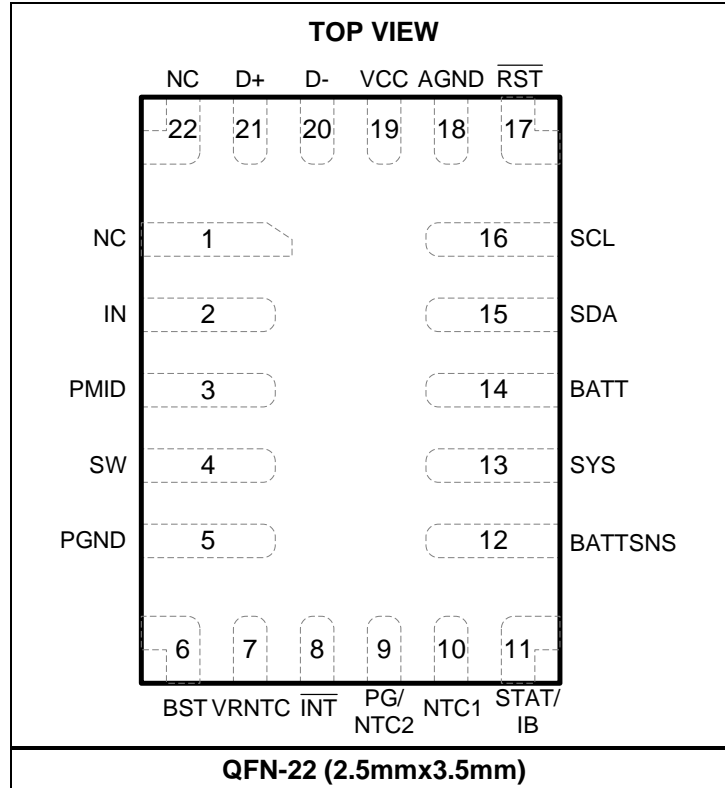 TOP VIEW
NC D+ D- VCC AGND R̅S̅T̅
22 21 20 19 18 17
NC 1 16 SCL
IN 2 15 SDA
PMID 3 14 BATT
SW 4 13 SYS
PGND 5 12 BATTSNS
6 7 8 9 10 11
BST VRNTC I̅N̅T̅ PG/ NTC1 STAT/
NTC2 IB
QFN-22 (2.5mmx3.5mm)